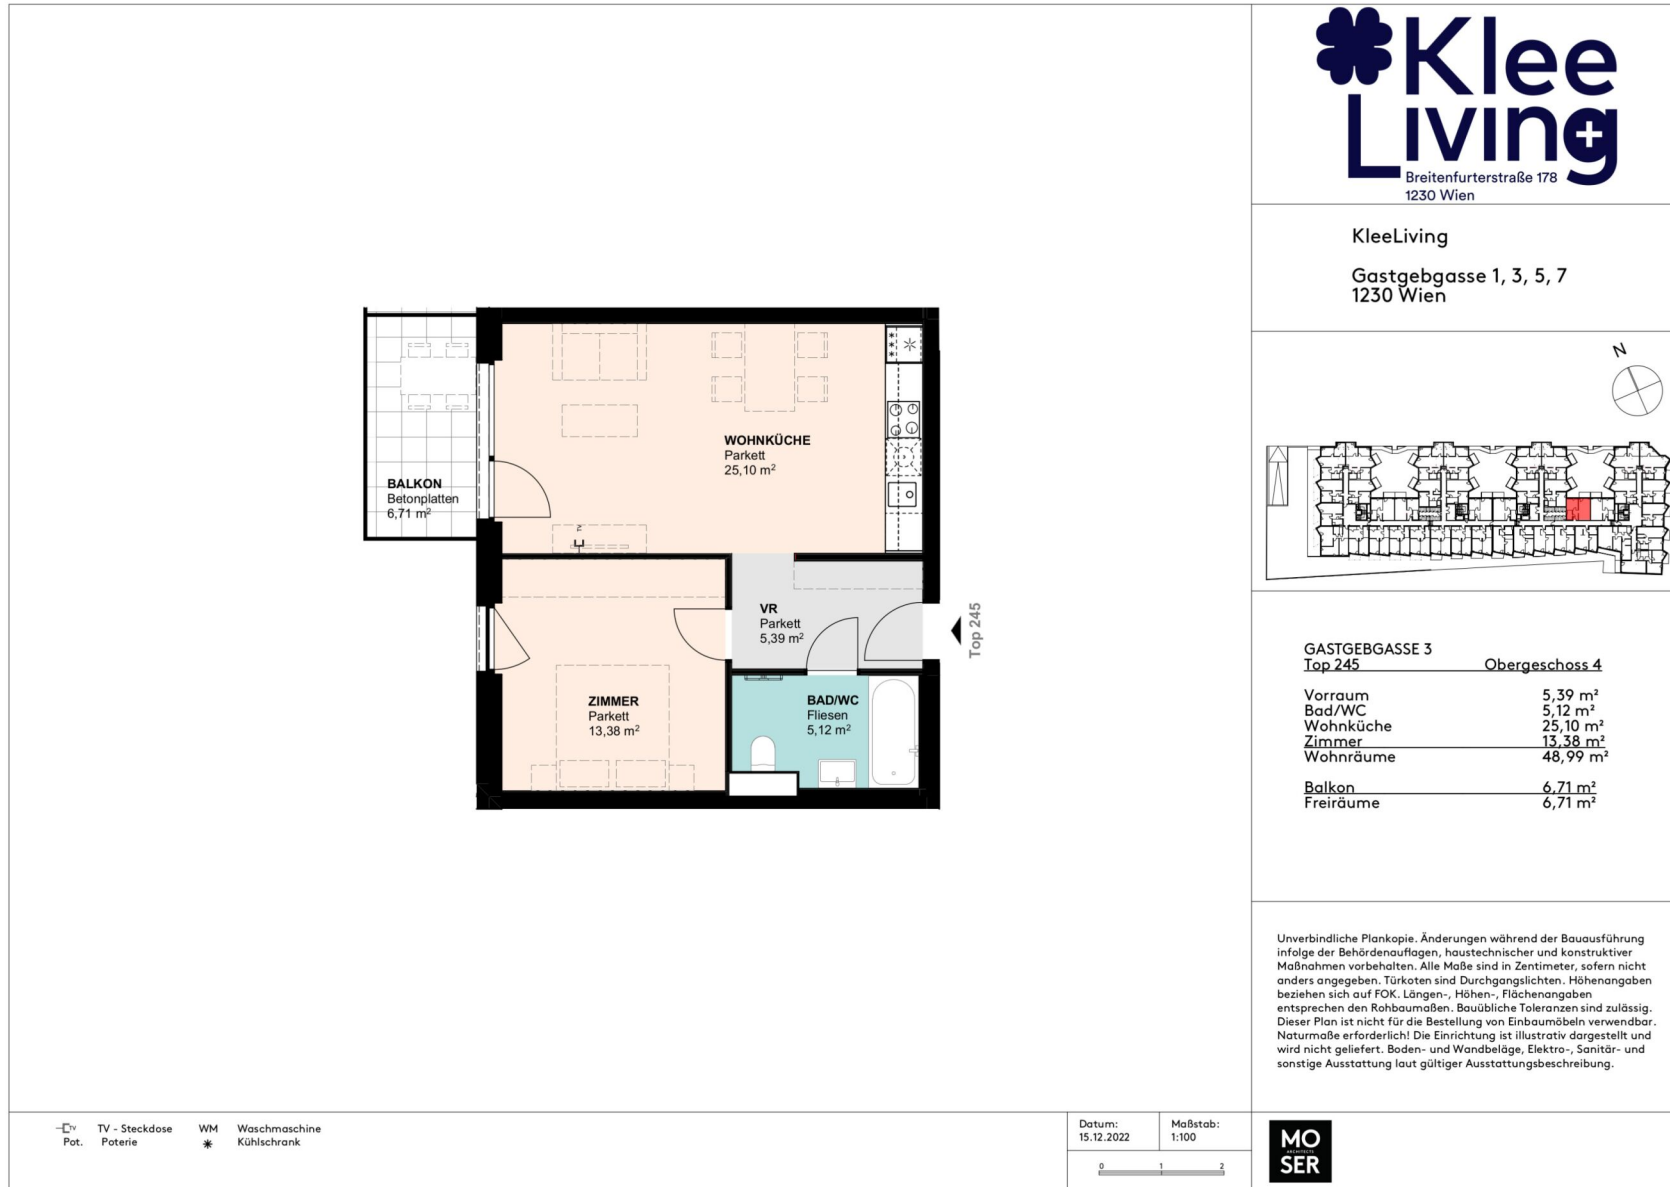 Klee
Living
Breitenfurterstraße 178
1230 Wien
KleeLiving
Gastgebgasse 1, 3, 5, 7
1230 Wien
N
WOHNKÜCHE
Parkett
25,10 m²
BALKON
Betonplatten
6,71 m²
VR
Parkett
5,39 m²
Top 245
ZIMMER
Parkett
13,38 m²
BAD/WC
Fliesen
5,12 m²
GASTGEBGASSE 3
Top 245 Obergeschoss 4
Vorraum 5,39 m²
Bad/WC 5,12 m²
Wohnküche 25,10 m²
Zimmer 13,38 m²
Wohnräume 48,99 m²
Balkon 6,71 m²
Freiräume 6,71 m²
Unverbindliche Plankopie. Änderungen während der Bauausführung
infolge der Behördenauflagen, haustechnischer und konstruktiver
Maßnahmen vorbehalten. Alle Maße sind in Zentimeter, sofern nicht
anders angegeben. Türkoten sind Durchgangslichten. Höhenangaben
beziehen sich auf FOK. Längen-, Höhen-, Flächenangaben
entsprechen den Rohbaumaßen. Bauübliche Toleranzen sind zulässig.
Dieser Plan ist nicht für die Bestellung von Einbaumöbeln verwendbar.
Naturmaße erforderlich! Die Einrichtung ist illustrativ dargestellt und
wird nicht geliefert. Boden- und Wandbeläge, Elektro-, Sanitär- und
sonstige Ausstattung laut gültiger Ausstattungsbeschreibung.
TV TV - Steckdose WM Waschmaschine
Pot. Poterie Kühlschrank
Datum:
15.12.2022
Maßstab:
1:100
0 1 2
MO
ARCHITECTS
SER